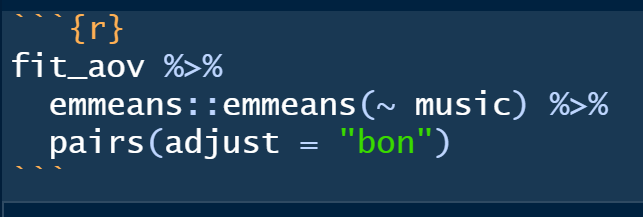 ```{r}
fit_aov %>%
  emmeans::emmeans(~ music) %>%
  pairs(adjust = "bon")
```